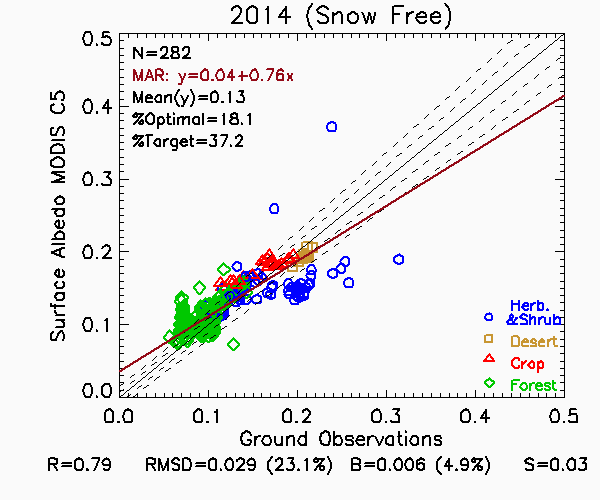 2014 (Snow Free)
0.5
N=282
MAR: y=0.04+0.76x
0.4
Mean(y)=0.13
%Optimal=18.1
%Target=37.2
0.3
Surface Albedo MODIS C5
0.2
Herb.
&Shrub
0.1
Desert
Crop
Forest
0.0
0.0 0.1 0.2 0.3 0.4 0.5
Ground Observations
R=0.79 RMSD=0.029 (23.1%) B=0.006 (4.9%) S=0.03